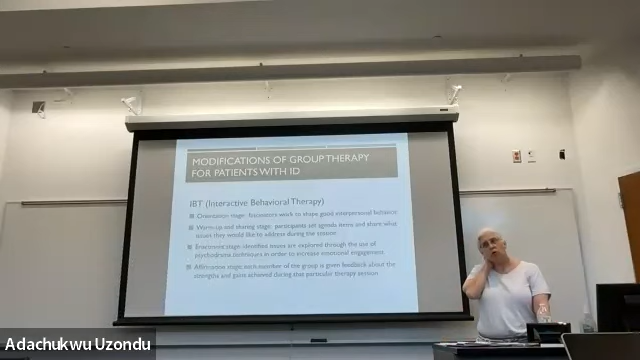 MODIFICATIONS OF GROUP THERAPY
FOR PATIENTS WITH ID
IBT (Interactive Behavioral Therapy)
Orientation stage: facilitators work to shape good interpersonal behavior
Warm-up and sharing stage: participants set agenda items and share what
issues they would like to address during the session
Enactment stage: identified issues are explored through the use of
psychodrama techniques in order to increase emotional engagement
Affirmation stage: each member of the group is given feedback about the
strengths and gains achieved during that particular therapy session
Adachukwu Uzondu